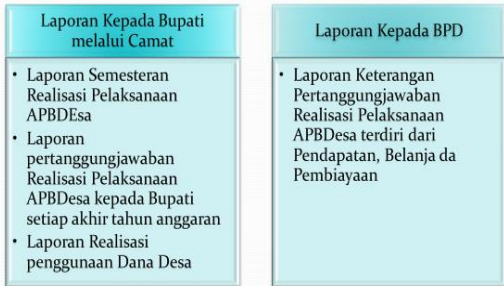 Laporan Kepada Bupati
melalui Camat
• Laporan Semesteran
Realisasi Pelaksanaan
APBDEsa
• Laporan
pertanggungjawaban
Realisasi Pelaksanaan
APBDesa kepada Bupati
setiap akhir tahun anggaran
• Laporan Realisasi
penggunaan Dana Desa
Laporan Kepada BPD
• Laporan Keterangan
Pertanggungjawaban
Realisasi Pelaksanaan
APBDesa terdiri dari
Pendapatan, Belanja da
Pembiayaan